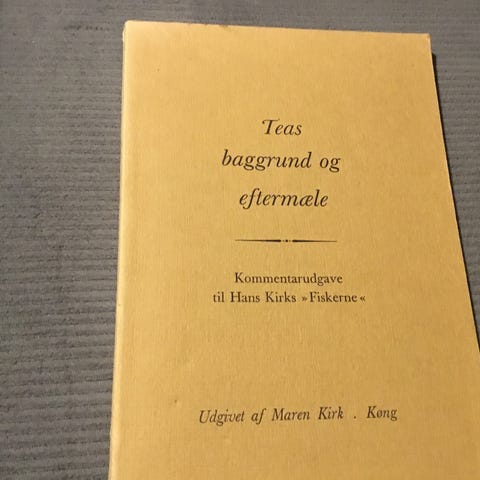 Teas
baggrund og
eftermæle
Kommentarudgave
til Hans Kirks »Fiskerne«
Udgivet af Maren Kirk . Køng